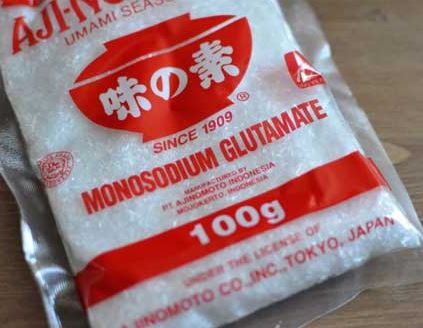 AJI-NO
UMAMI SEAS
味の素
®
SINCE 1909
MONOSODIUM GLUTAMATE
MANUFACTURED BY
PT. AJINOMOTO INDONESIA
MOJOKERTO, INDONESIA
100g
UNDER THE LICENSE OF
AJINOMOTO CO., INC., TOKYO, JAPAN